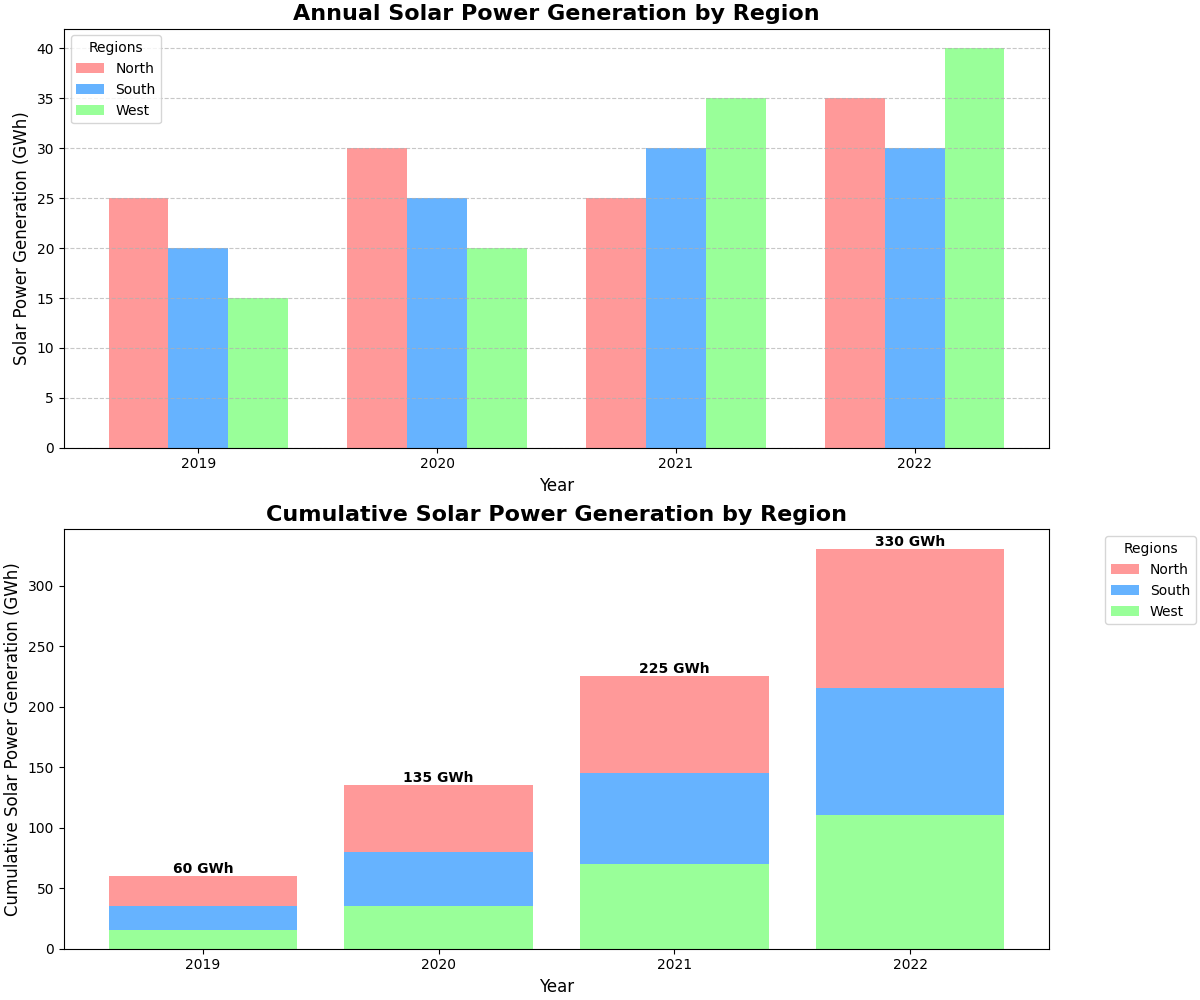 Annual Solar Power Generation by Region
Solar Power Generation (GWh)
40
35
30
25
20
15
10
5
0
Regions
North
South
West
2019 2020 2021 2022
Year
Cumulative Solar Power Generation by Region
Cumulative Solar Power Generation (GWh)
300
250
200
150
100
50
0
60 GWh
135 GWh
225 GWh
330 GWh
2019 2020 2021 2022
Year
Regions
North
South
West